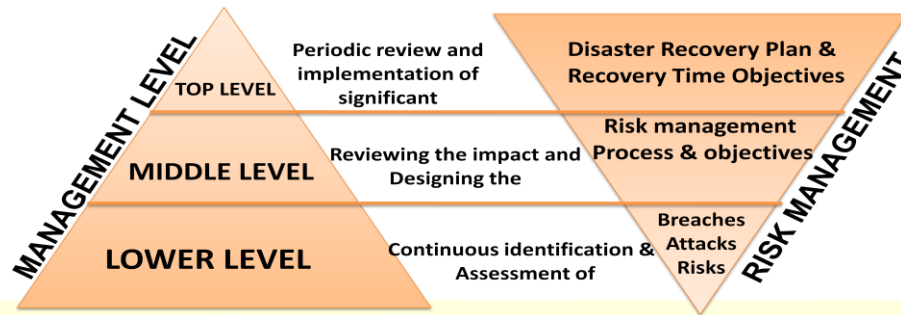 MANAGEMENT LEVEL
TOP LEVEL
Periodic review and
implementation of
significant
Disaster Recovery Plan &
Recovery Time Objectives
MIDDLE LEVEL
Reviewing the impact and
Designing the
Risk management
Process & objectives
LOWER LEVEL
Continuous identification &
Assessment of
Breaches
Attacks
Risks
RISK MANAGEMENT